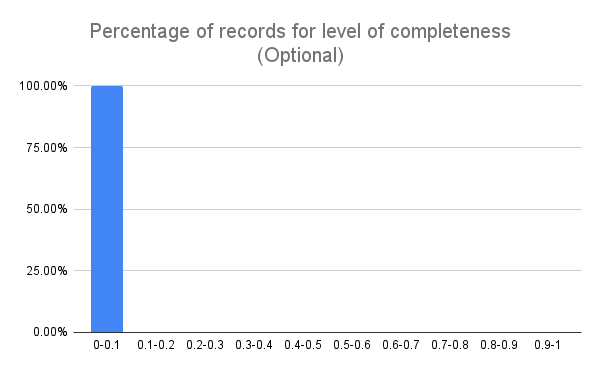 Percentage of records for level of completeness
(Optional)
100.00%
75.00%
50.00%
25.00%
0.00%
0-0.1 0.1-0.2 0.2-0.3 0.3-0.4 0.4-0.5 0.5-0.6 0.6-0.7 0.7-0.8 0.8-0.9 0.9-1